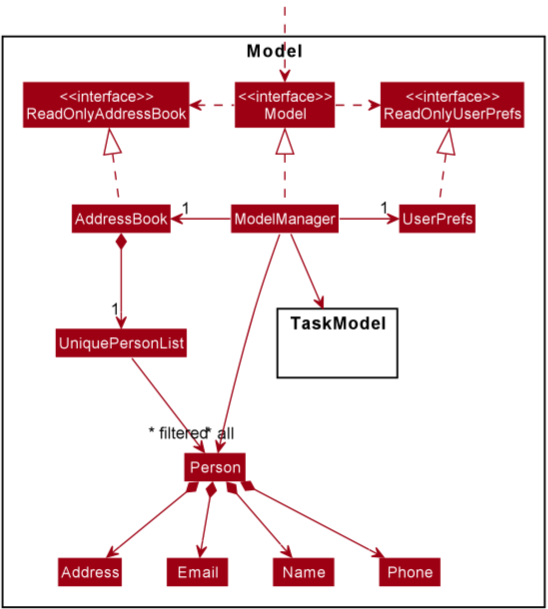 Model
<<interface>>
ReadOnlyAddressBook
<<interface>>
Model
<<interface>>
ReadOnlyUserPrefs
AddressBook
1
ModelManager
1
UserPrefs
1
TaskModel
UniquePersonList
* filtered
* all
Person
Address
Email
Name
Phone